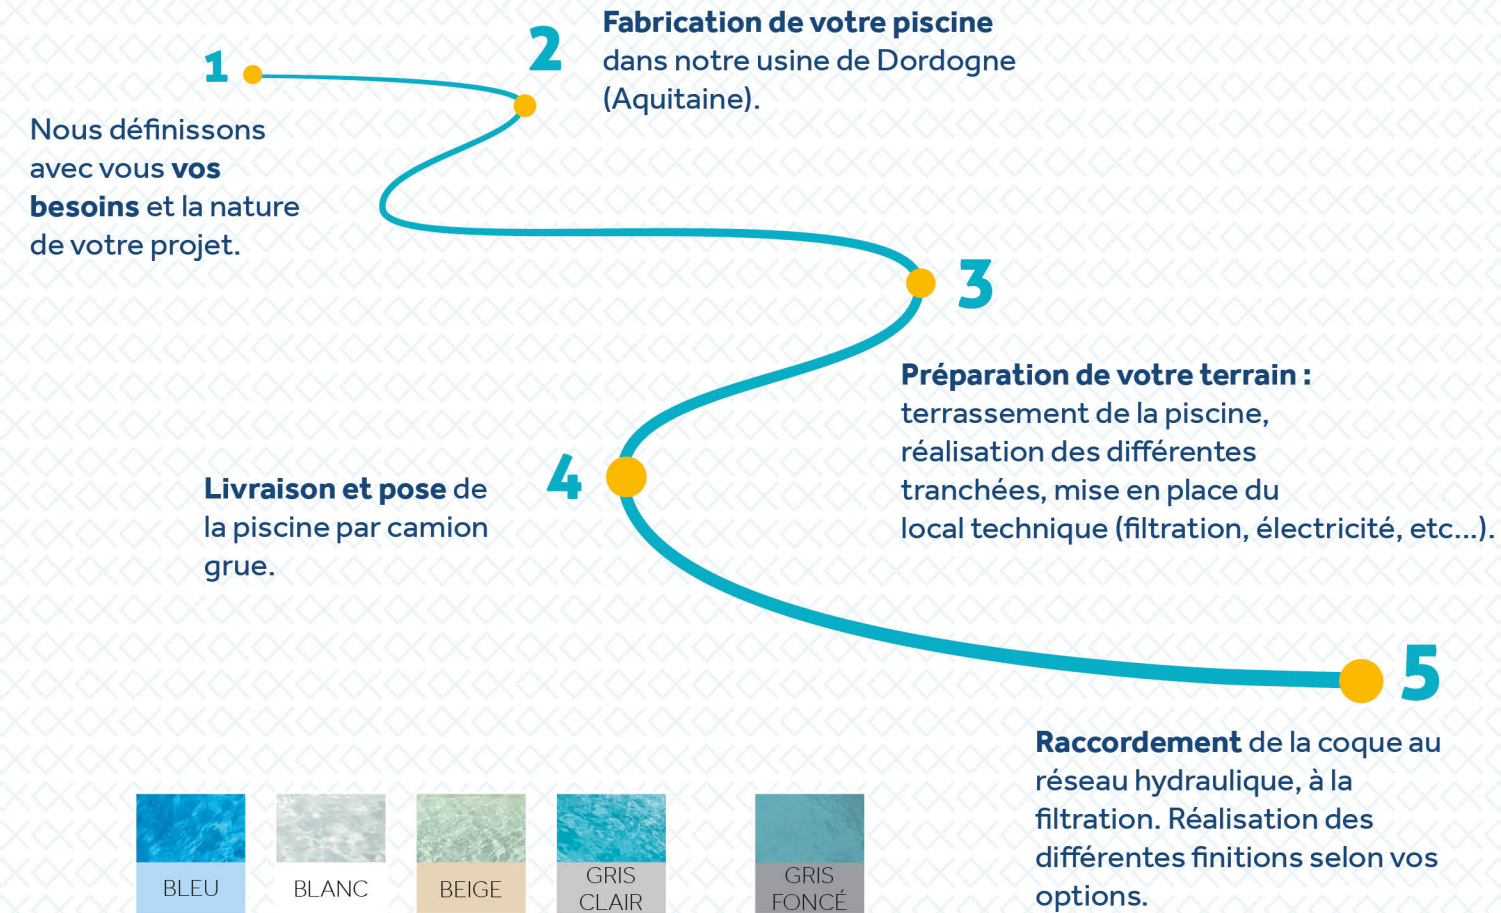 1
Nous définissons
avec vous vos
besoins et la nature
de votre projet.
2
Fabrication de votre piscine
dans notre usine de Dordogne
(Aquitaine).
3
Préparation de votre terrain :
terrassement de la piscine,
réalisation des différentes
tranchées, mise en place du
local technique (filtration, électricité, etc...).
4
Livraison et pose de
la piscine par camion
grue.
5
Raccordement de la coque au
réseau hydraulique, à la
filtration. Réalisation des
différentes finitions selon vos
options.
BLEU
BLANC
BEIGE
GRIS
CLAIR
GRIS
FONCÉ